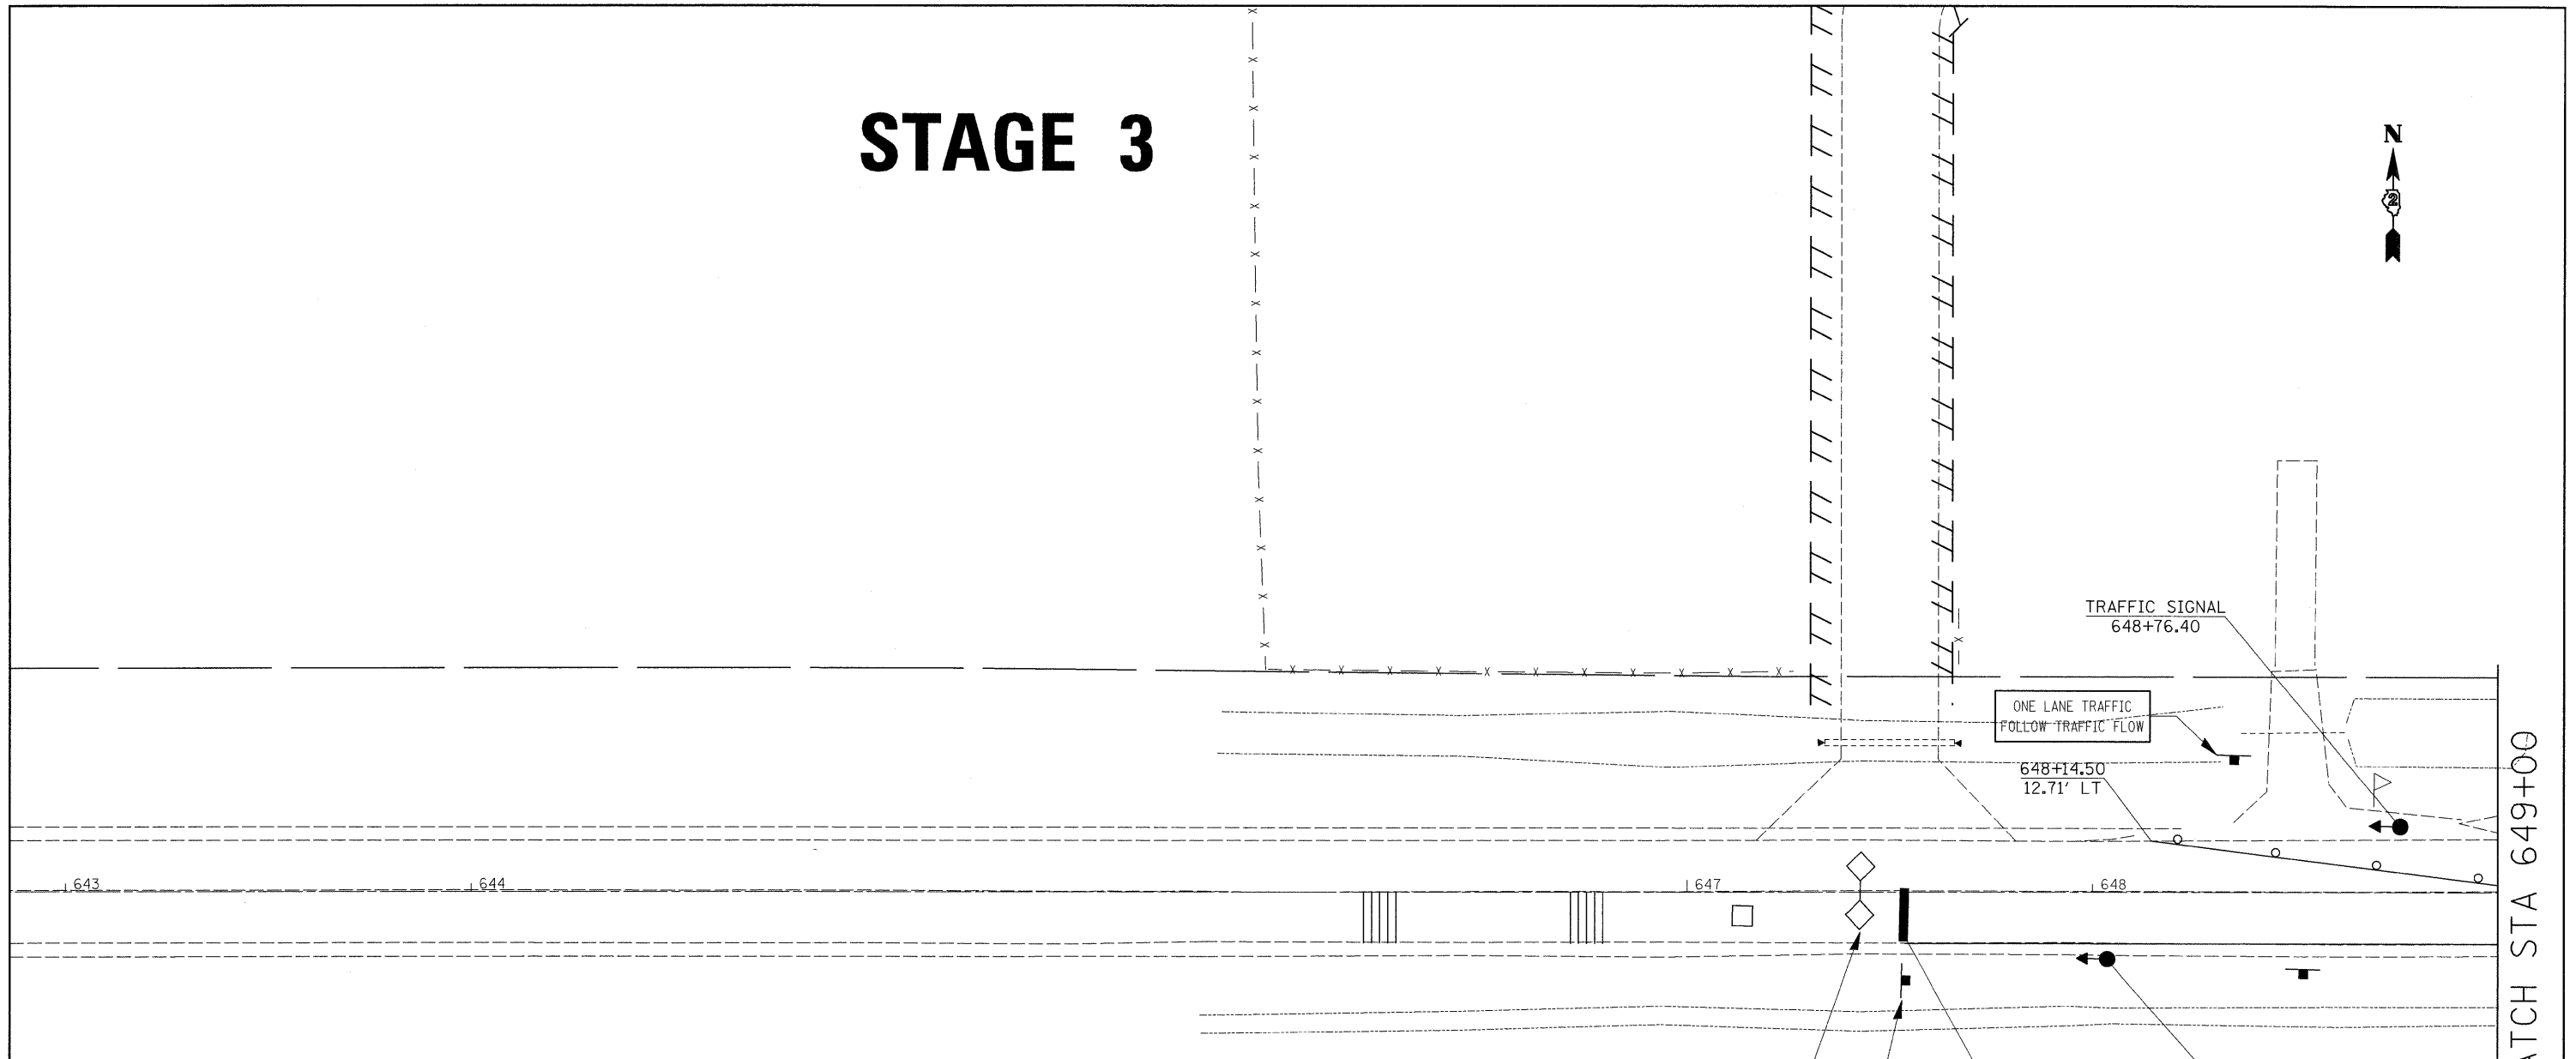 STAGE 3
N
2
TRAFFIC SIGNAL
648+76.40
ONE LANE TRAFFIC
FOLLOW TRAFFIC FLOW
648+14.50
12.71' LT
643
644
647
648
ATCH STA 649+00